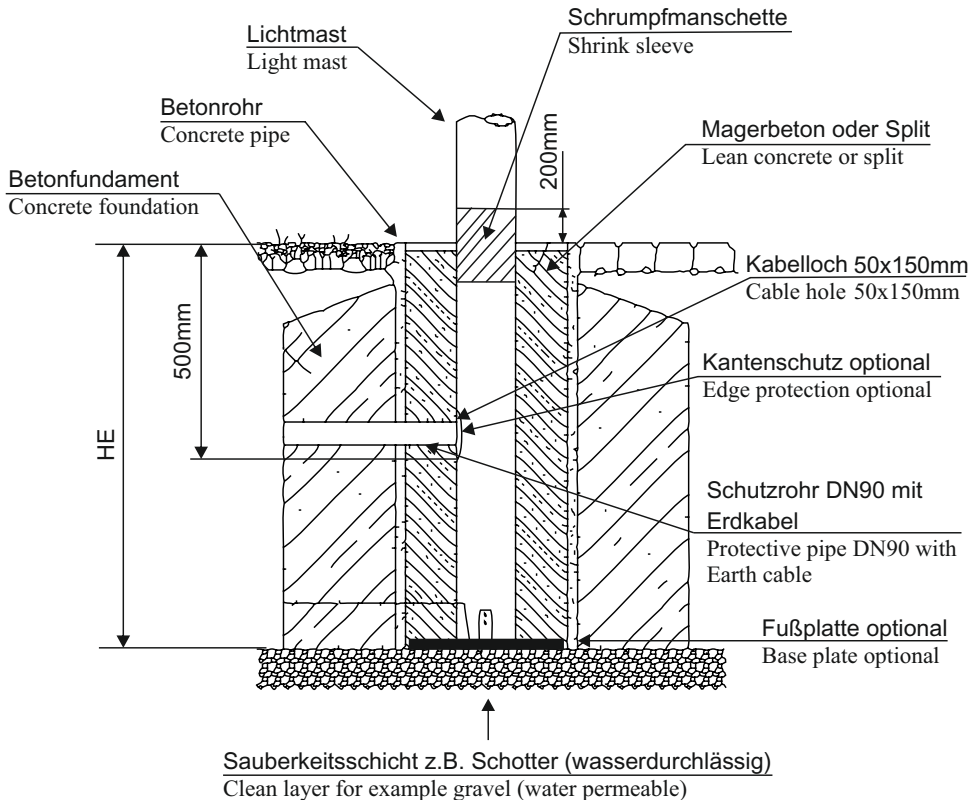 Schrumpfmanschette
Shrink sleeve
Lichtmast
Light mast
Betonrohr
Concrete pipe
200mm
Magerbeton oder Split
Lean concrete or split
Betonfundament
Concrete foundation
Kabelloch 50x150mm
Cable hole 50x150mm
500mm
Kantenschutz optional
Edge protection optional
HE
Schutzrohr DN90 mit
Erdkabel
Protective pipe DN90 with
Earth cable
Fußplatte optional
Base plate optional
Sauberkeitsschicht z.B. Schotter (wasserdurchlässig)
Clean layer for example gravel (water permeable)